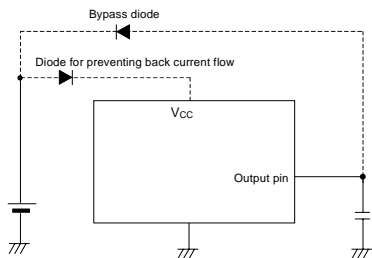 Bypass diode
Diode for preventing back current flow
VCC
Output pin